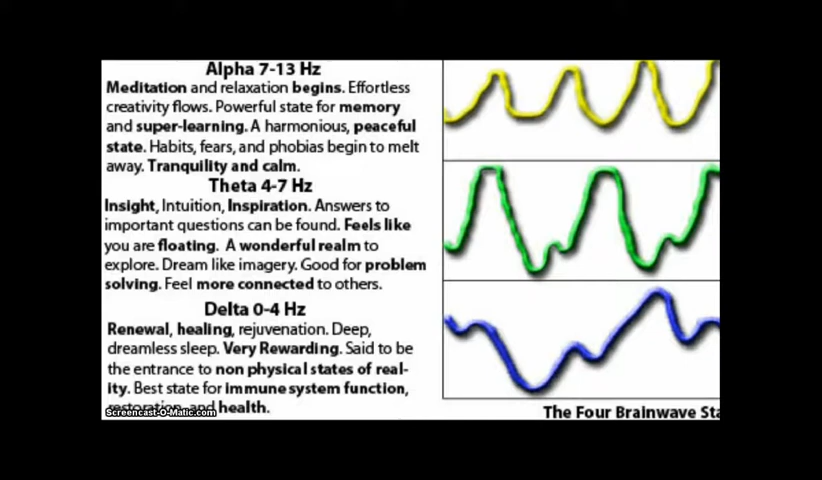 Alpha 7-13 Hz
Meditation and relaxation begins. Effortless
creativity flows. Powerful state for memory
and super-learning. A harmonious, peaceful
state. Habits, fears, and phobias begin to melt
away. Tranquility and calm.
Theta 4-7 Hz
Insight, Intuition, Inspiration. Answers to
important questions can be found. Feels like
you are floating. A wonderful realm to
explore. Dream like imagery. Good for problem
solving. Feel more connected to others.
Delta 0-4 Hz
Renewal, healing, rejuvenation. Deep,
dreamless sleep. Very Rewarding. Said to be
the entrance to non physical states of real-
ity. Best state for immune system function,
restoration, and health.
Screencast-O-Matic.com
The Four Brainwave Sta